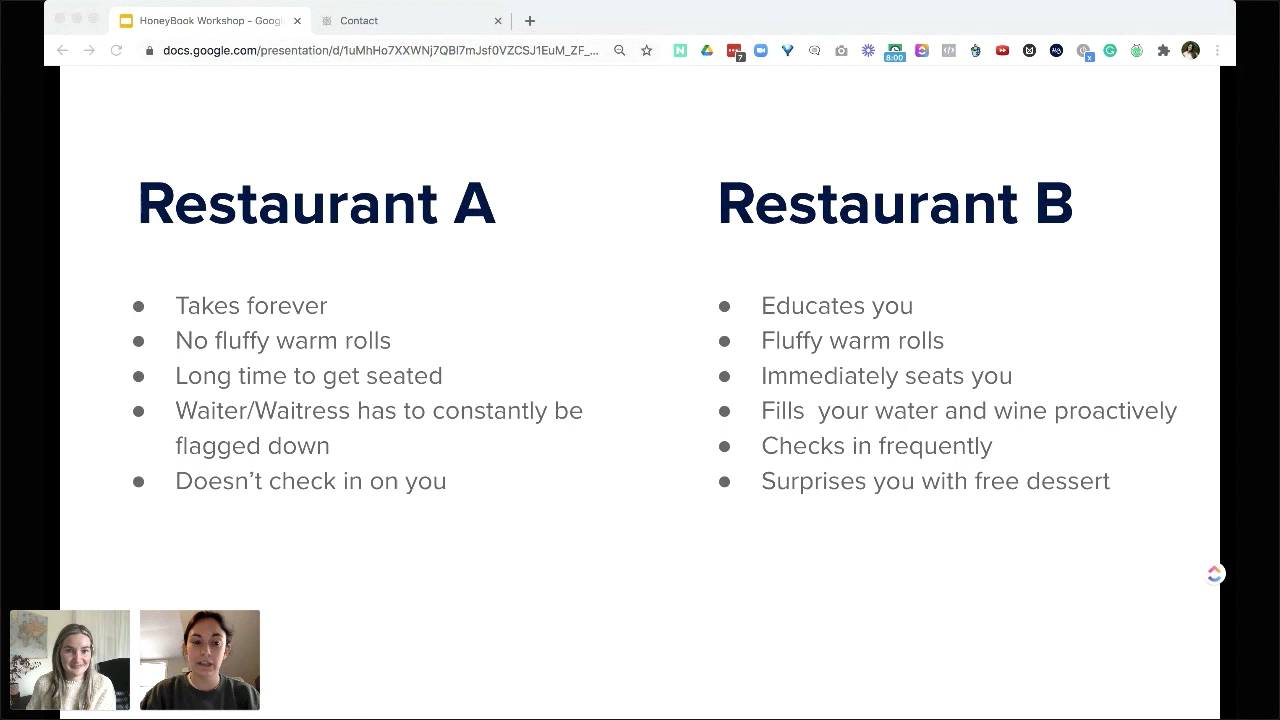 HoneyBook Workshop - Googl
Contact
docs.google.com/presentation/d/1uMhHo7XXWNj7QBl7mJsf0VZCSJ1EuM_ZF_...
7
8:00
x
Restaurant A
Restaurant B
Takes forever
No fluffy warm rolls
Long time to get seated
Waiter/Waitress has to constantly be
flagged down
Doesn't check in on you
Educates you
Fluffy warm rolls
Immediately seats you
Fills  your water and wine proactively
Checks in frequently
Surprises you with free dessert